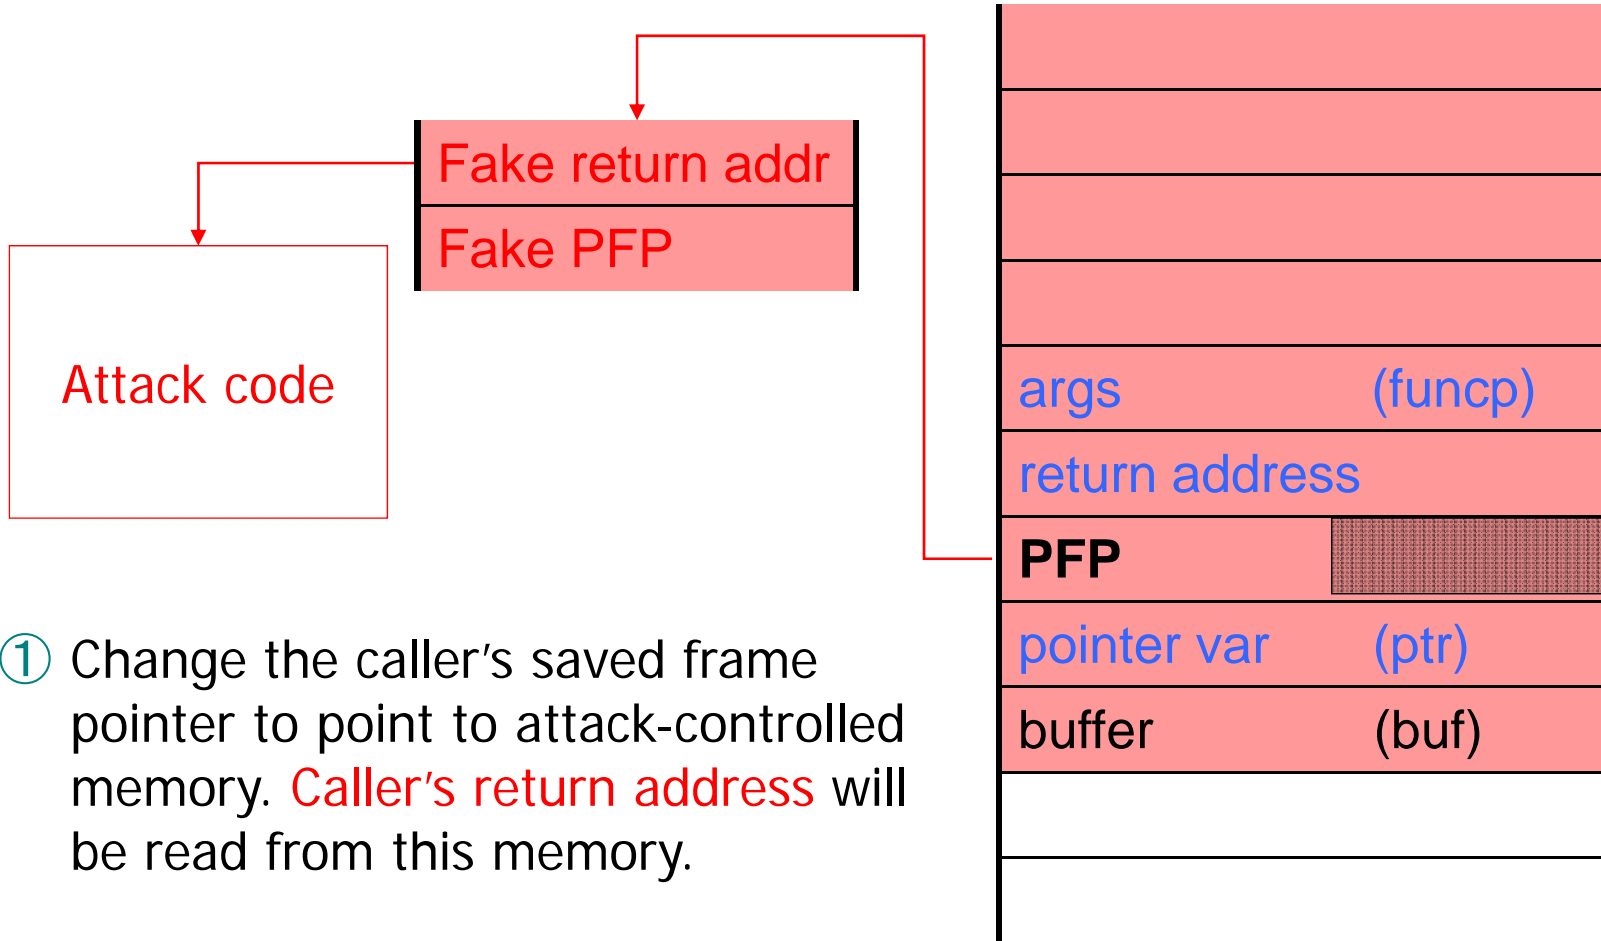 Fake return addr
Fake PFP
Attack code
args (funcp)
return address
PFP
pointer var (ptr)
buffer (buf)
① Change the caller's saved frame
pointer to point to attack-controlled
memory. Caller's return address will
be read from this memory.